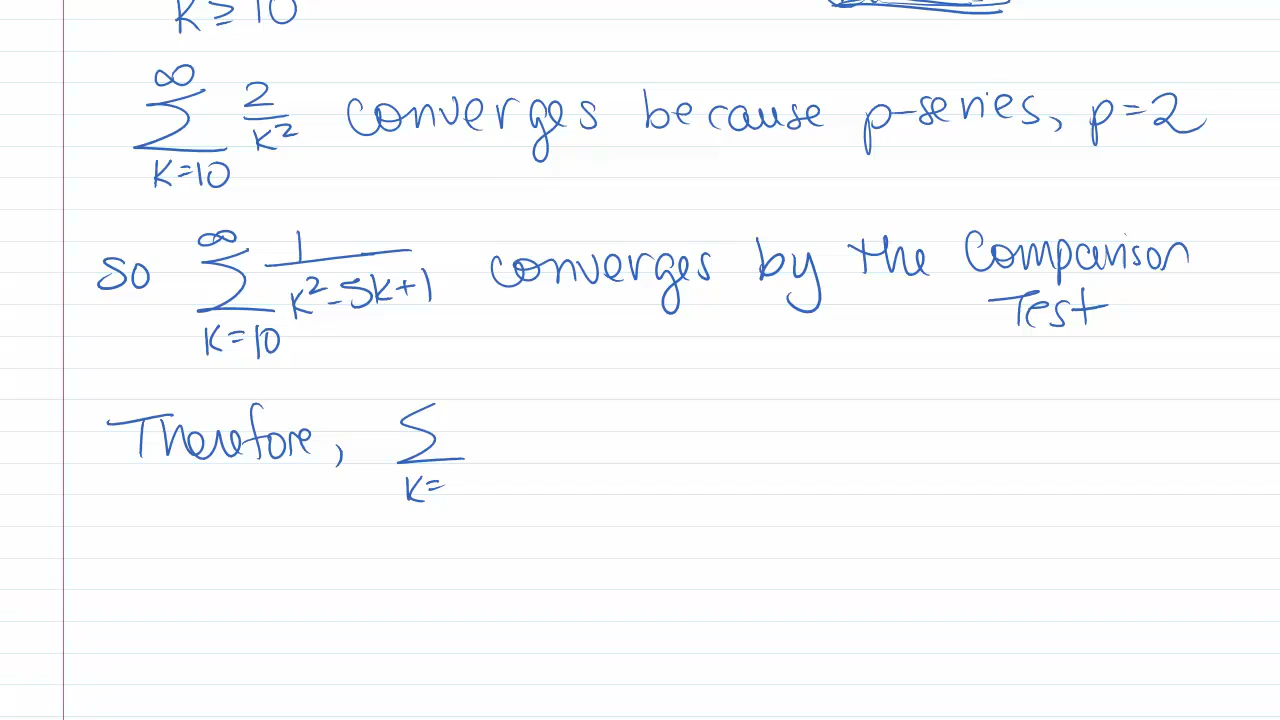 K ≥ 10
∞
∑ 2/K² converges because p-series, p=2
K=10
∞
so ∑ 1/(K²-5K+1) converges by the Comparison
K=10
Test
Therefore, ∑
K=